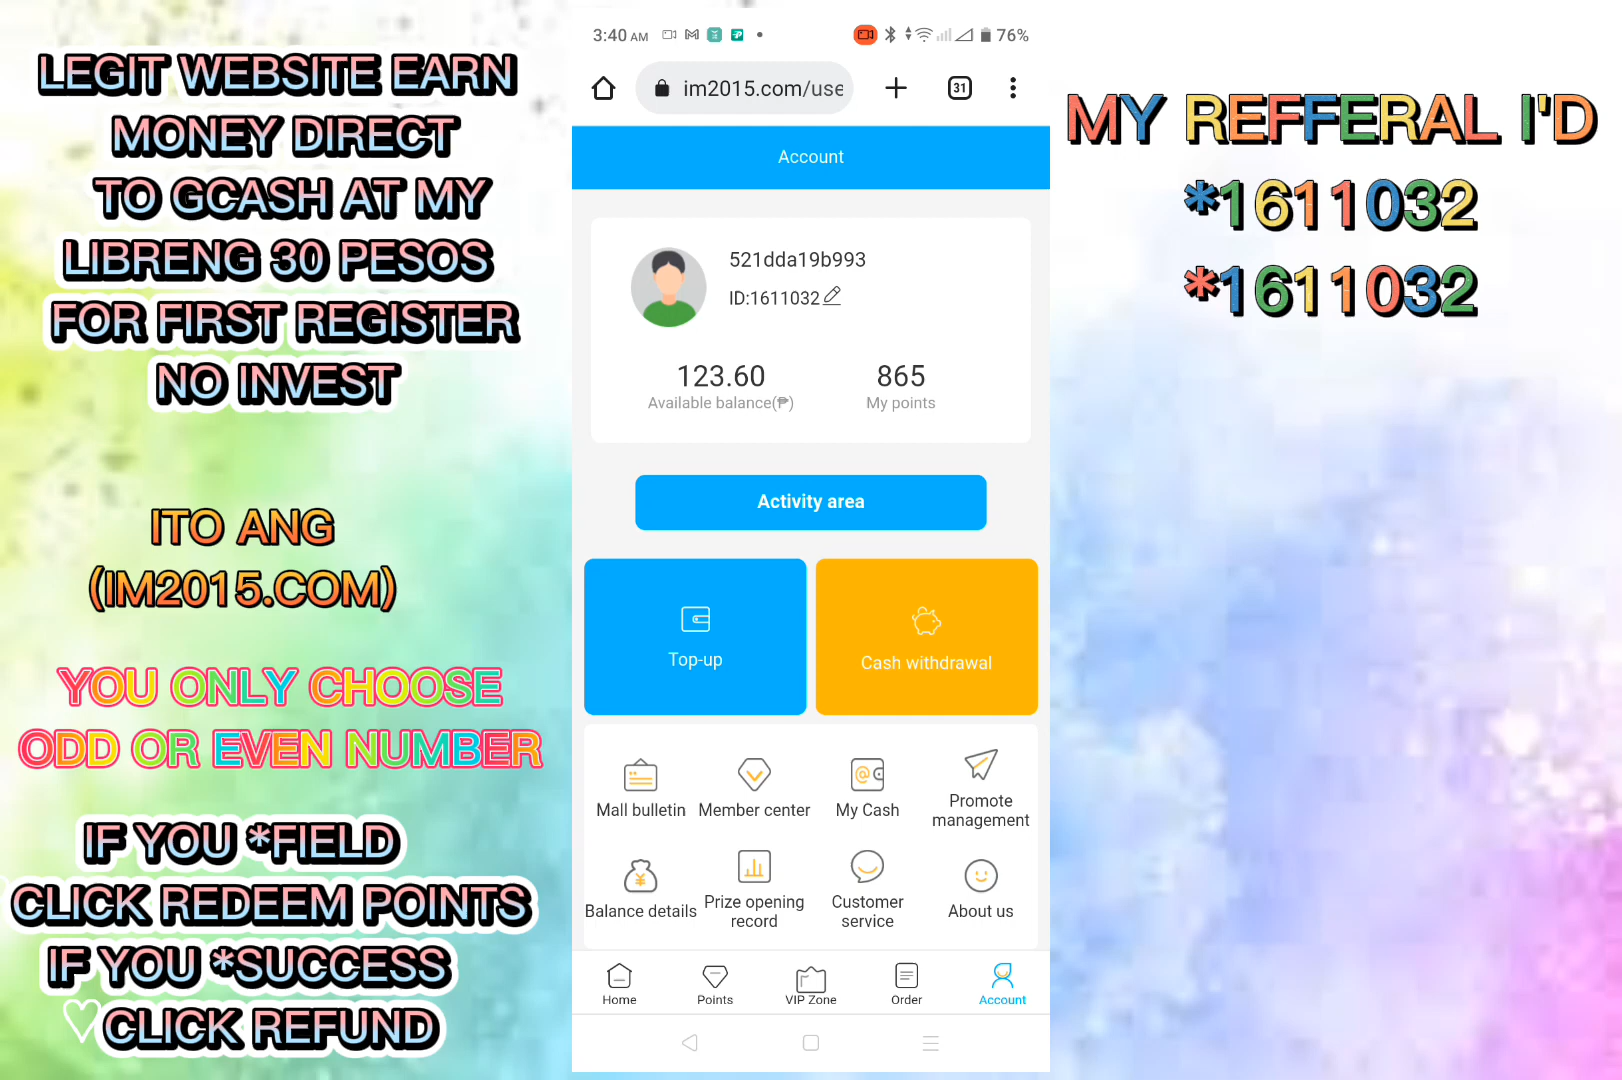 LEGIT WEBSITE EARN
MONEY DIRECT
TO GCASH AT MY
LIBRENG 30 PESOS
FOR FIRST REGISTER
NO INVEST
ITO ANG
(IM2015.COM)
YOU ONLY CHOOSE
ODD OR EVEN NUMBER
IF YOU *FIELD
CLICK REDEEM POINTS
IF YOU *SUCCESS
♡CLICK REFUND
3:40 AM
76%
31
im2015.com/use
Account
521dda19b993
ID:1611032
123.60
865
Available balance(₱)
My points
Activity area
Top-up
Cash withdrawal
Mall bulletin
Member center
My Cash
Promote
management
Balance details
Prize opening
record
Customer
service
About us
Home
Points
VIP Zone
Order
Account
MY REFFERAL I'D
*1611032
*1611032